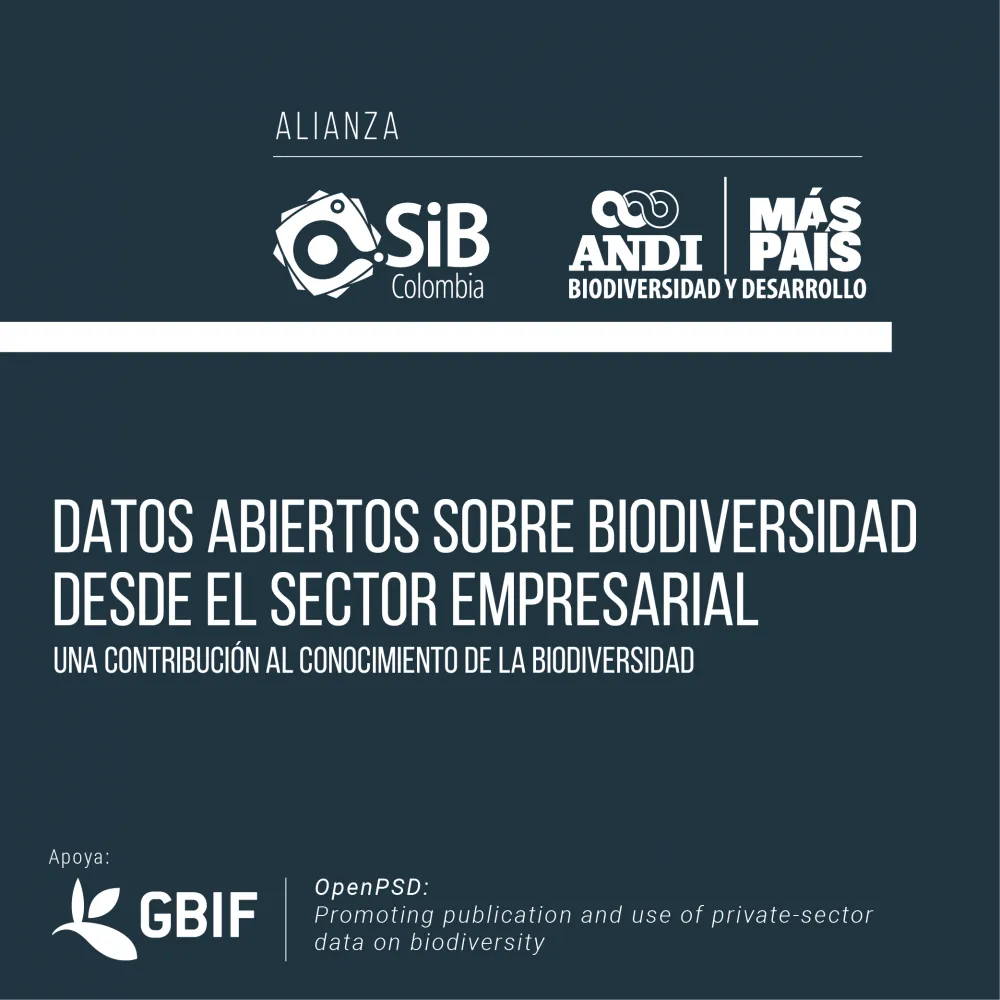 ALIANZA
SiB
Colombia
ANDI
MÁS
PAÍS
BIODIVERSIDAD Y DESARROLLO
DATOS ABIERTOS SOBRE BIODIVERSIDAD
DESDE EL SECTOR EMPRESARIAL
UNA CONTRIBUCIÓN AL CONOCIMIENTO DE LA BIODIVERSIDAD
Apoya:
GBIF
OpenPSD:
Promoting publication and use of private-sector
data on biodiversity